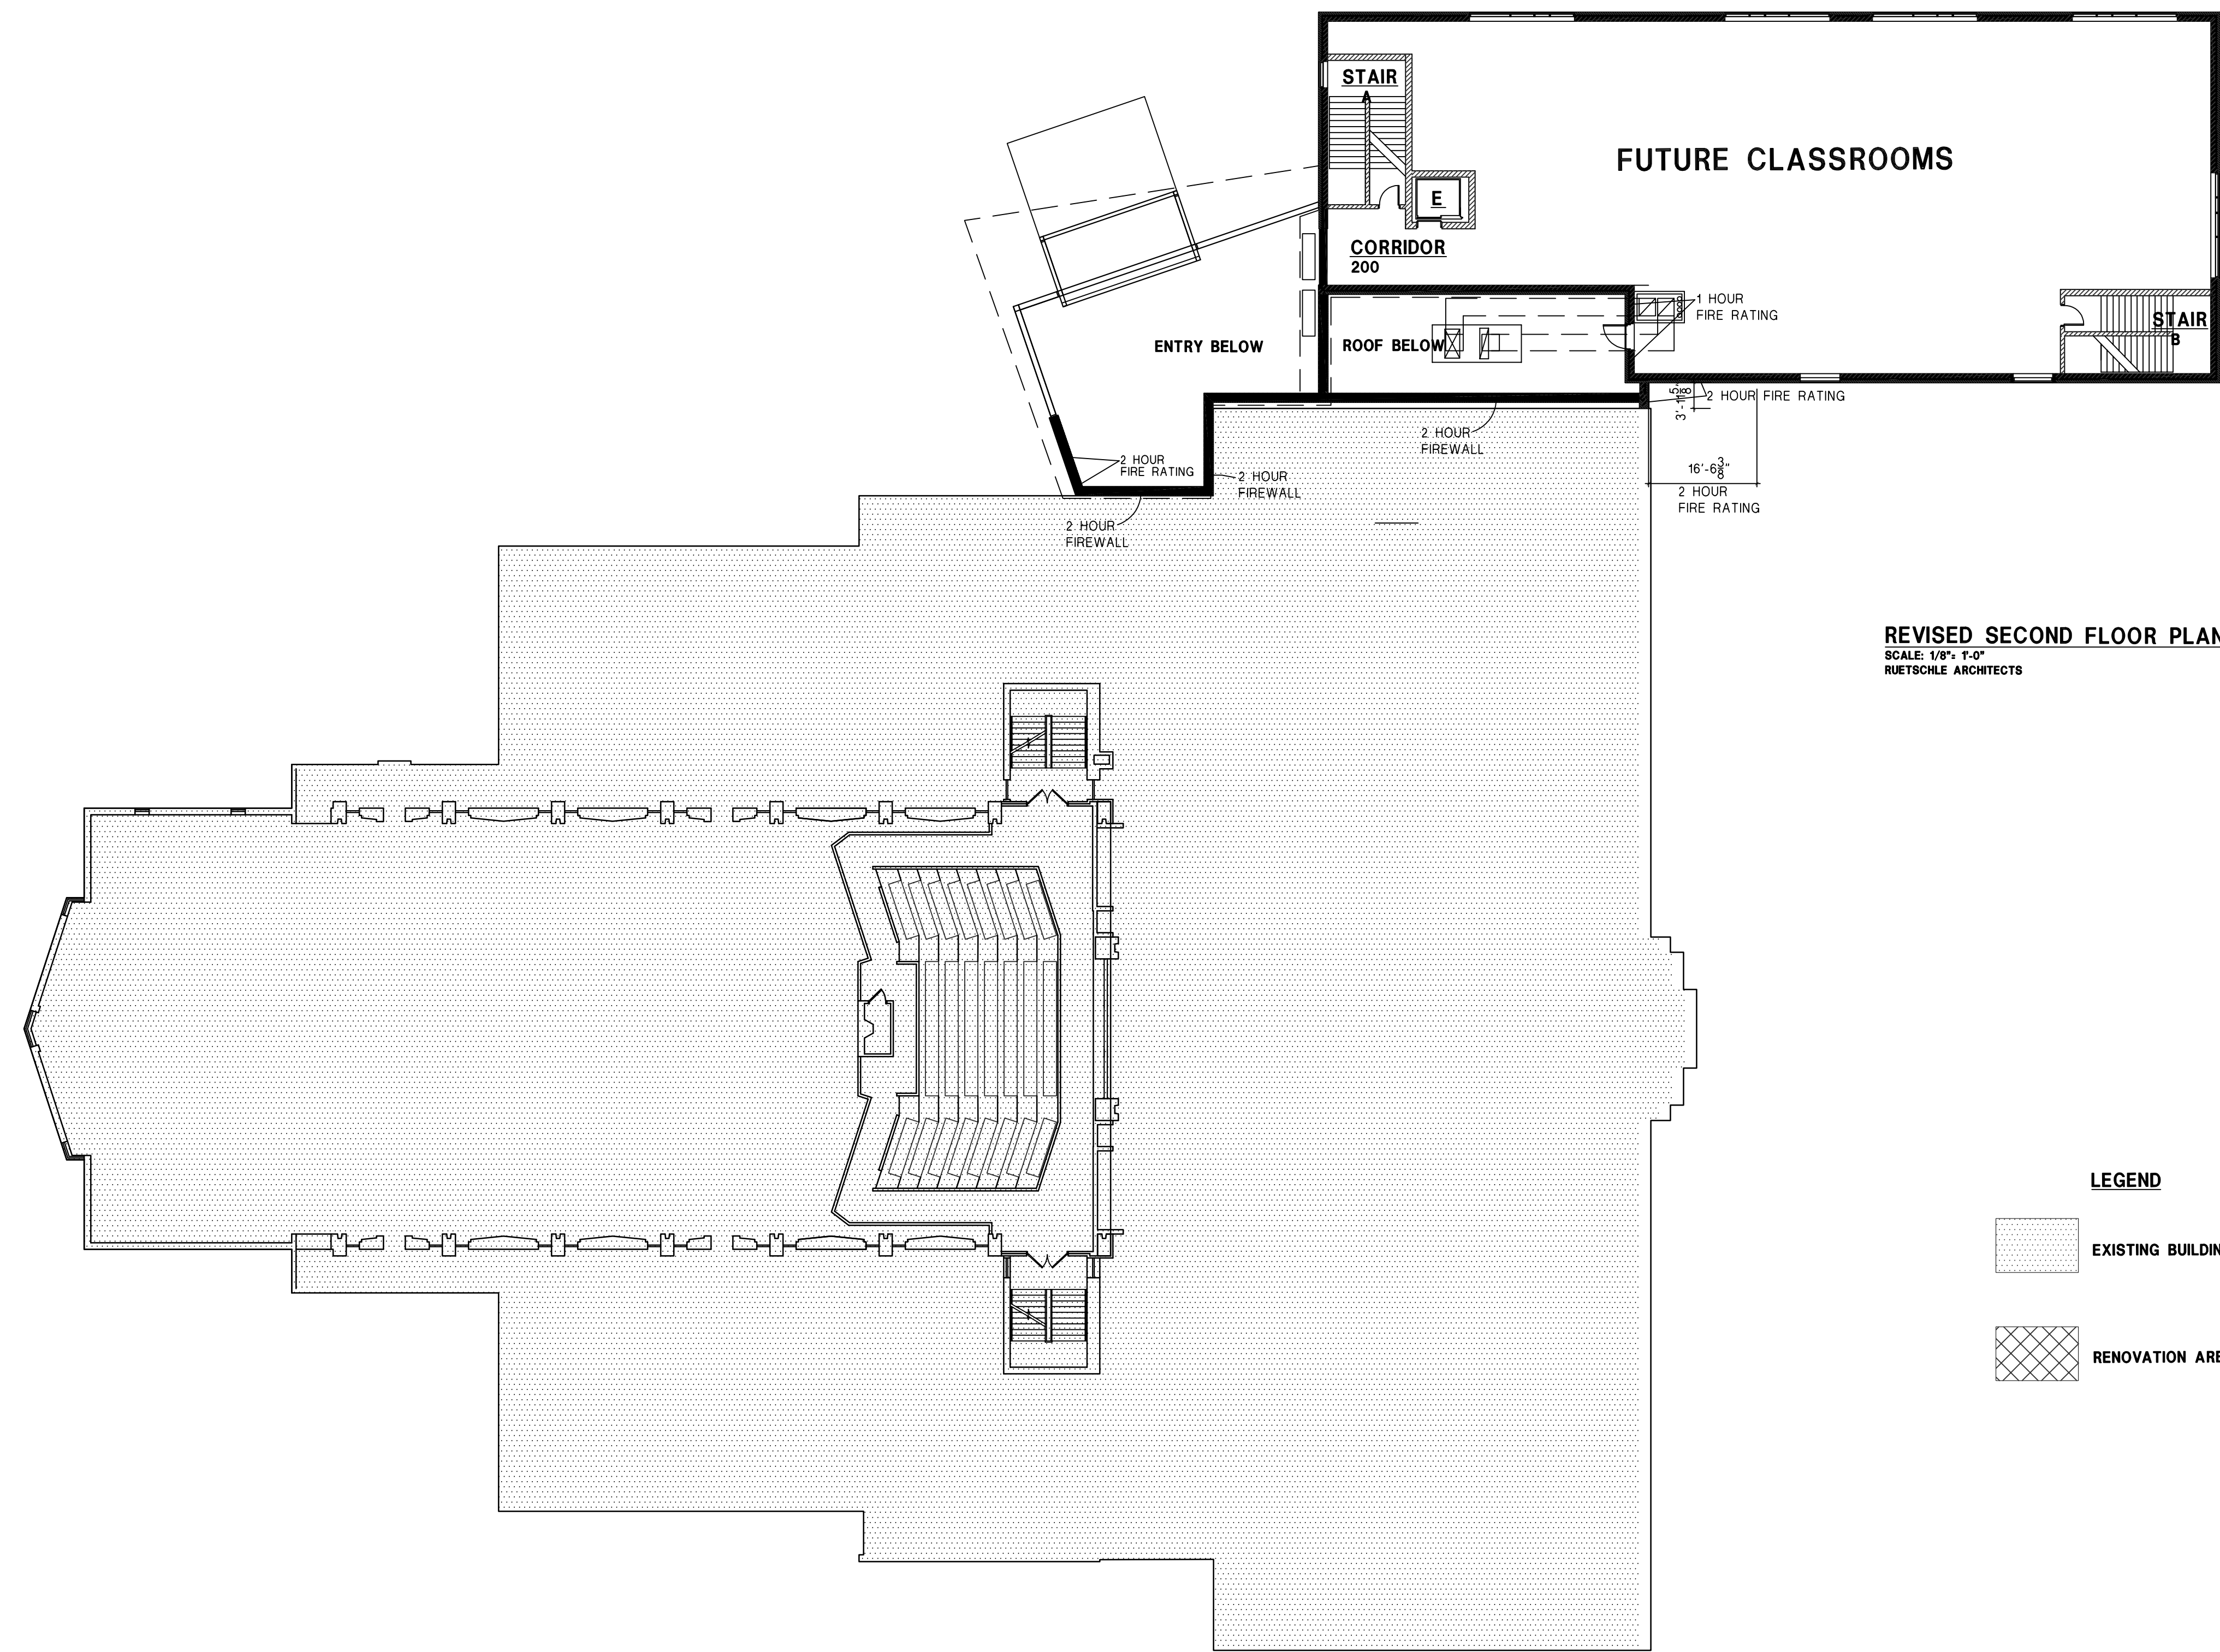 STAIR
A
FUTURE CLASSROOMS
E
CORRIDOR
200
1 HOUR
FIRE RATING
STAIR
B
ENTRY BELOW
ROOF BELOW
2 HOUR FIRE RATING
2 HOUR
FIREWALL
2 HOUR
FIRE RATING
16'-6 3/8"
2 HOUR
FIREWALL
2 HOUR
FIRE RATING
2 HOUR
FIREWALL
REVISED SECOND FLOOR PLAN
SCALE: 1/8"= 1'-0"
RUETSCHLE ARCHITECTS
LEGEND
EXISTING BUILDIN
RENOVATION ARE